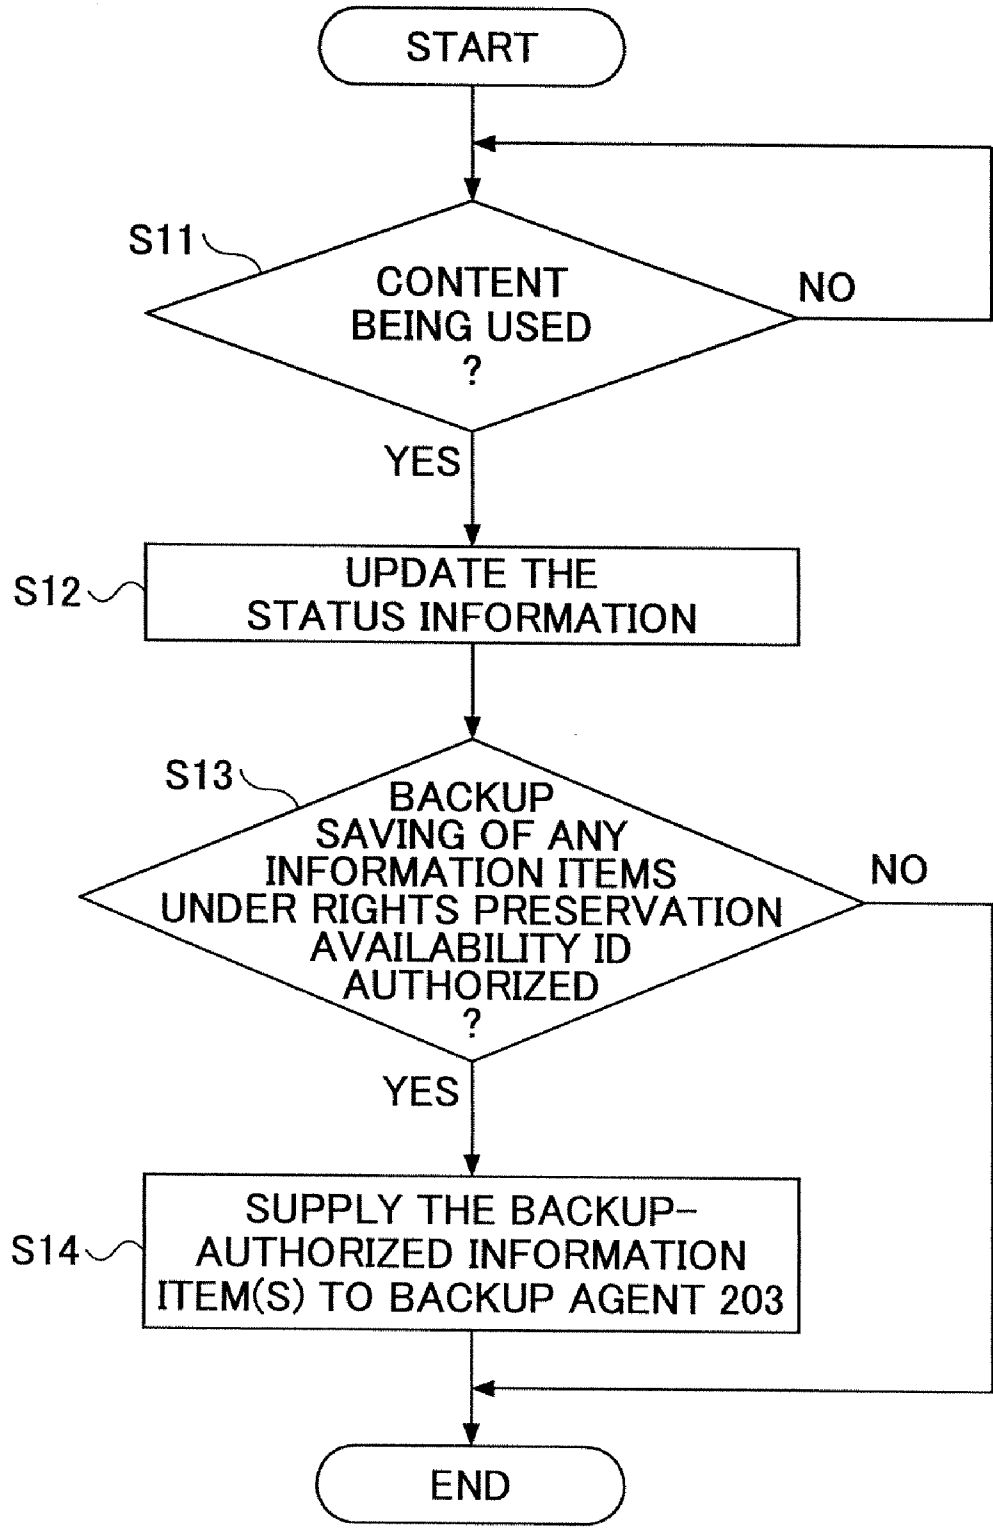 START
S11
CONTENT
BEING USED
?
NO
YES
S12
UPDATE THE
STATUS INFORMATION
S13
BACKUP
SAVING OF ANY
INFORMATION ITEMS
UNDER RIGHTS PRESERVATION
AVAILABILITY ID
AUTHORIZED
?
NO
YES
S14
SUPPLY THE BACKUP-
AUTHORIZED INFORMATION
ITEM(S) TO BACKUP AGENT 203
END